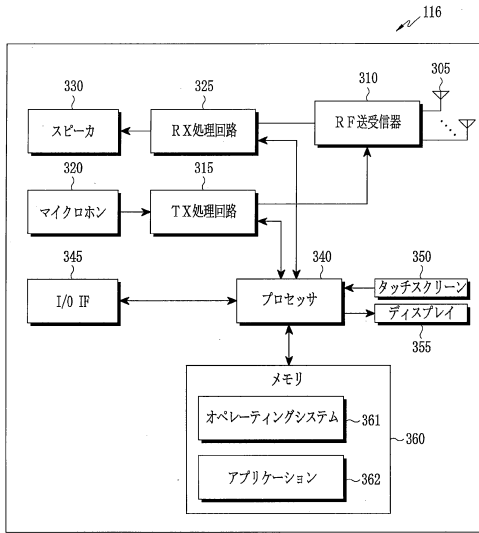 116
330
325
310
305
スピーカ
RX処理回路
RF送受信器
320
315
マイクロホン
TX処理回路
345
340
350
I/O IF
プロセッサ
タッチスクリーン
ディスプレイ
355
メモリ
オペレーティングシステム
361
360
アプリケーション
362